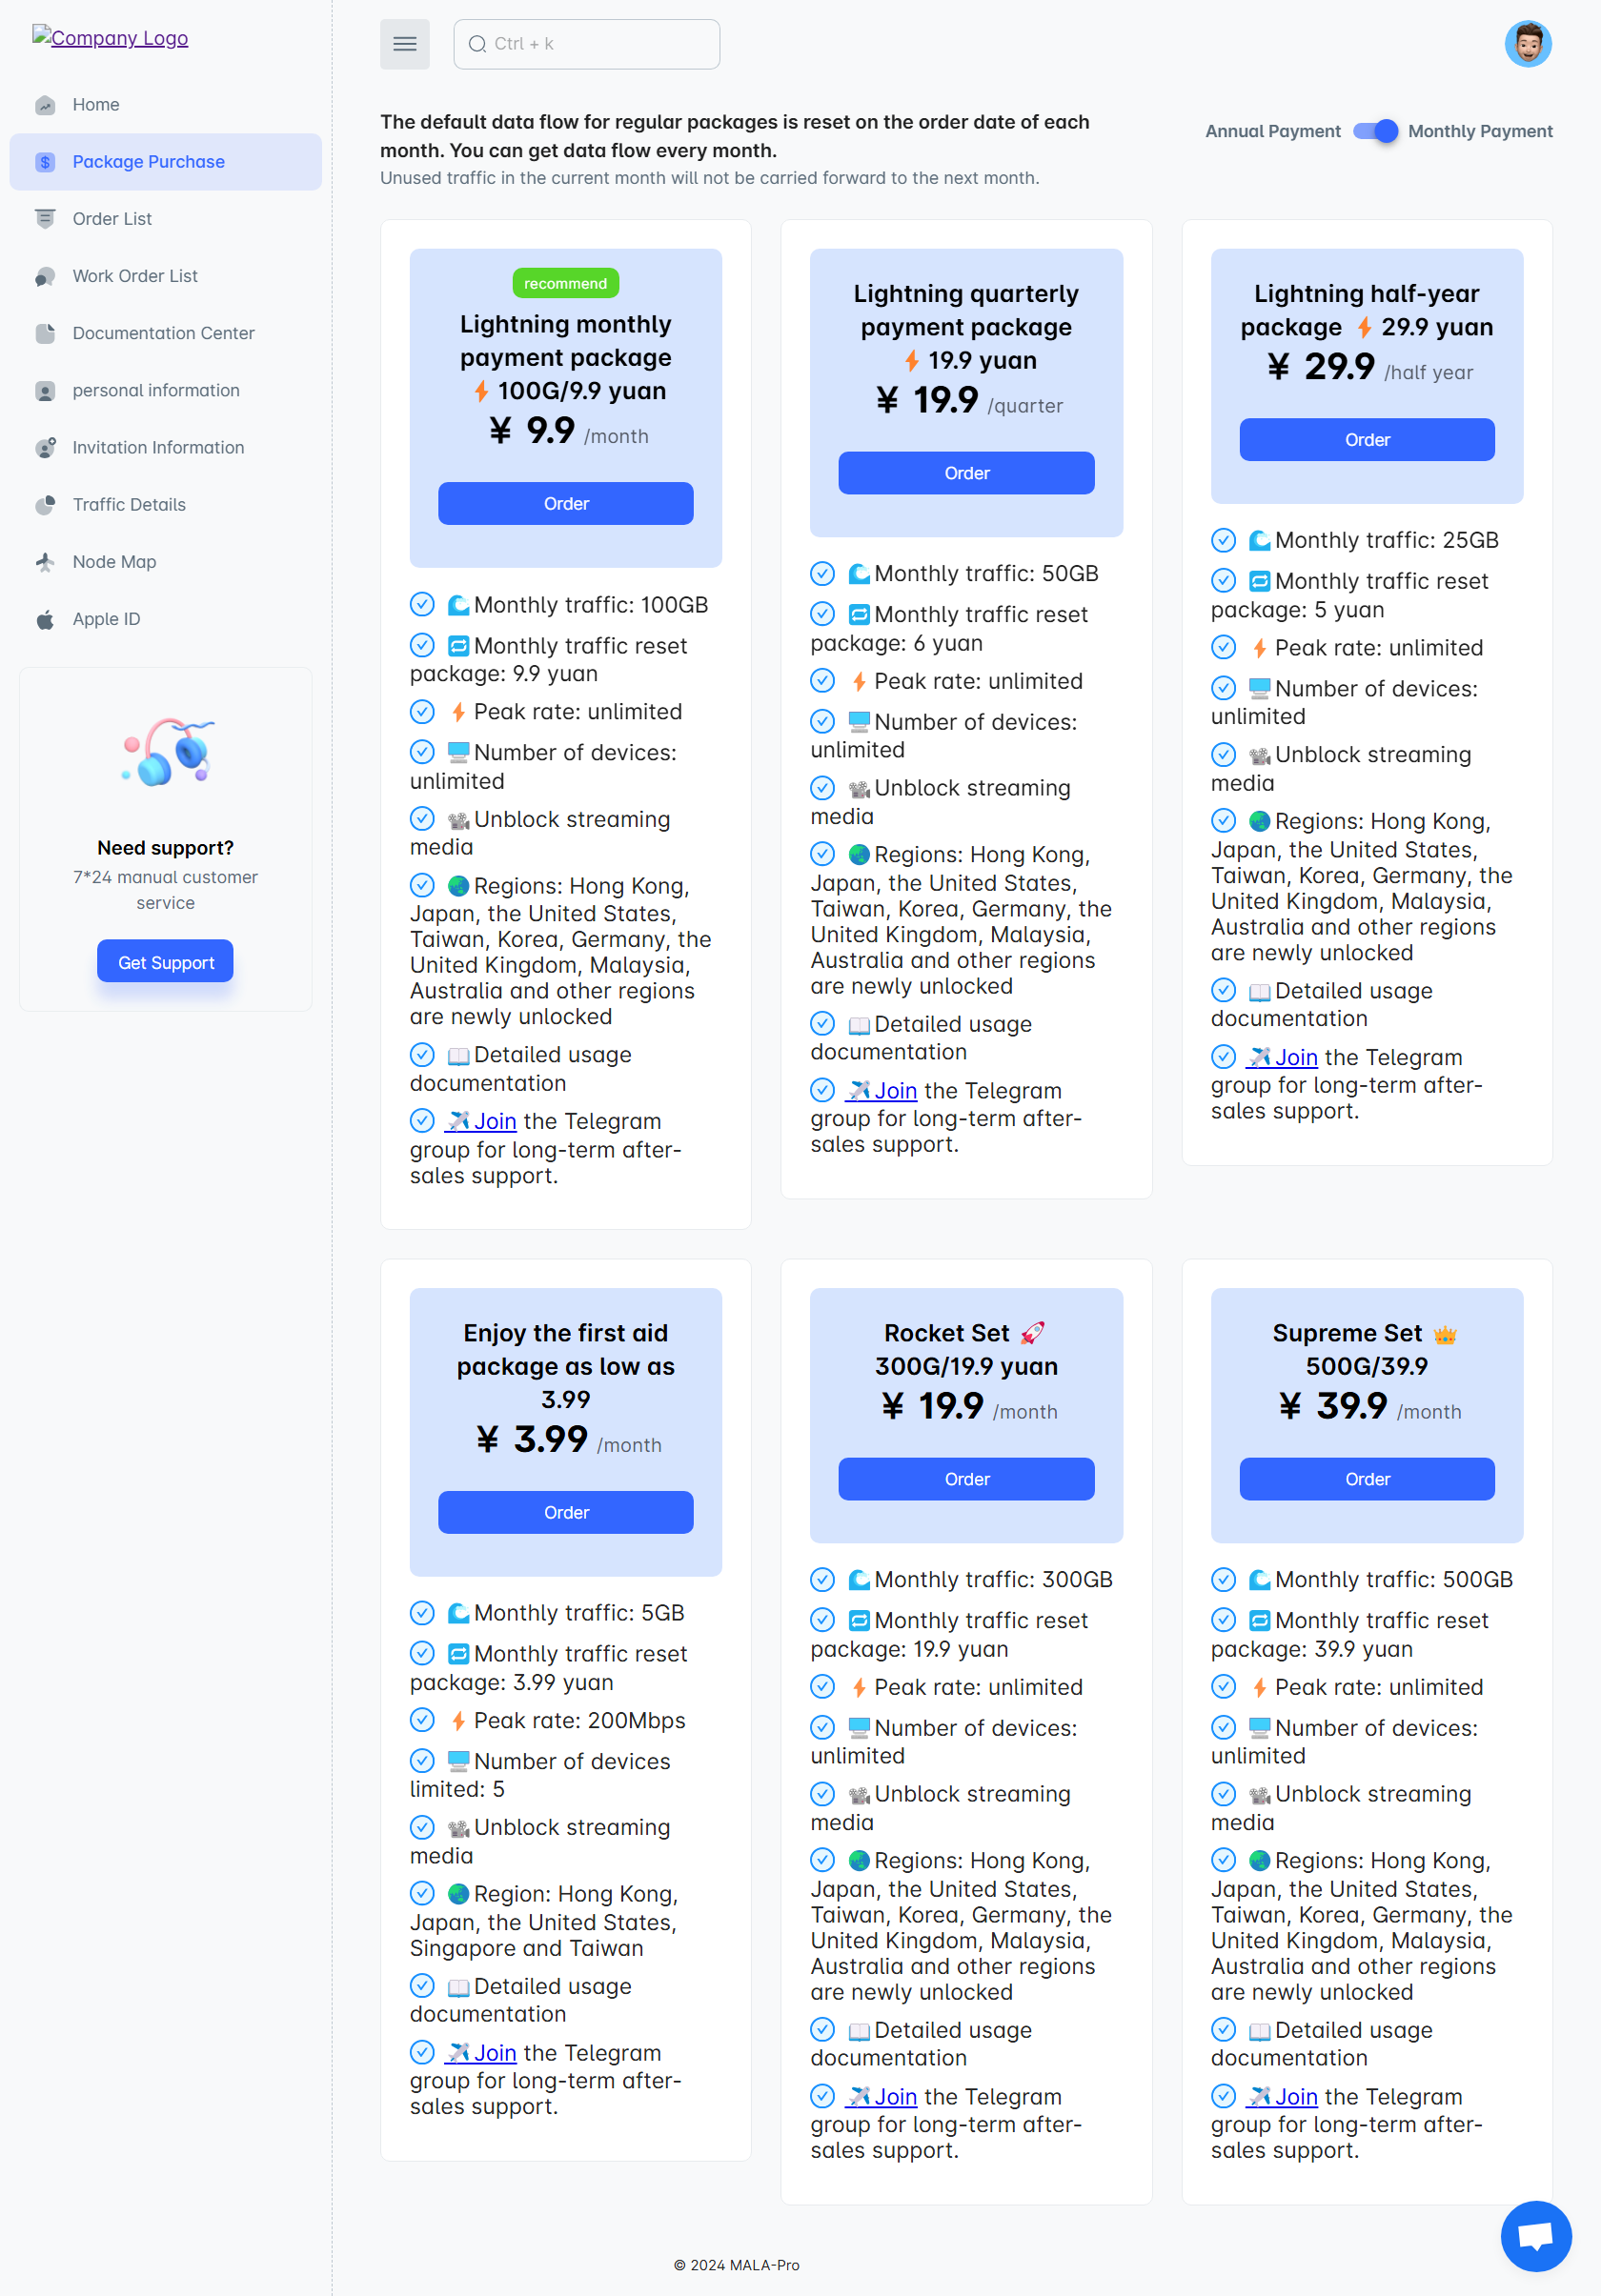 Company Logo
Home
Package Purchase
Order List
Work Order List
Documentation Center
personal information
Invitation Information
Traffic Details
Node Map
Apple ID
Need support?
7*24 manual customer
service
Get Support
Ctrl + k
The default data flow for regular packages is reset on the order date of each
month. You can get data flow every month.
Unused traffic in the current month will not be carried forward to the next month.
Annual Payment
Monthly Payment
recommend
Lightning monthly
payment package
⚡100G/9.9 yuan
¥ 9.9 /month
Order
Monthly traffic: 100GB
Monthly traffic reset
package: 9.9 yuan
Peak rate: unlimited
Number of devices:
unlimited
Unblock streaming
media
Regions: Hong Kong,
Japan, the United States,
Taiwan, Korea, Germany, the
United Kingdom, Malaysia,
Australia and other regions
are newly unlocked
Detailed usage
documentation
Join the Telegram
group for long-term after-
sales support.
Lightning quarterly
payment package
⚡19.9 yuan
¥ 19.9 /quarter
Order
Monthly traffic: 50GB
Monthly traffic reset
package: 6 yuan
Peak rate: unlimited
Number of devices:
unlimited
Unblock streaming
media
Regions: Hong Kong,
Japan, the United States,
Taiwan, Korea, Germany, the
United Kingdom, Malaysia,
Australia and other regions
are newly unlocked
Detailed usage
documentation
Join the Telegram
group for long-term after-
sales support.
Lightning half-year
package ⚡29.9 yuan
¥ 29.9 /half year
Order
Monthly traffic: 25GB
Monthly traffic reset
package: 5 yuan
Peak rate: unlimited
Number of devices:
unlimited
Unblock streaming
media
Regions: Hong Kong,
Japan, the United States,
Taiwan, Korea, Germany, the
United Kingdom, Malaysia,
Australia and other regions
are newly unlocked
Detailed usage
documentation
Join the Telegram
group for long-term after-
sales support.
Enjoy the first aid
package as low as
3.99
¥ 3.99 /month
Order
Monthly traffic: 5GB
Monthly traffic reset
package: 3.99 yuan
Peak rate: 200Mbps
Number of devices
limited: 5
Unblock streaming
media
Region: Hong Kong,
Japan, the United States,
Singapore and Taiwan
Detailed usage
documentation
Join the Telegram
group for long-term after-
sales support.
Rocket Set 🚀
300G/19.9 yuan
¥ 19.9 /month
Order
Monthly traffic: 300GB
Monthly traffic reset
package: 19.9 yuan
Peak rate: unlimited
Number of devices:
unlimited
Unblock streaming
media
Regions: Hong Kong,
Japan, the United States,
Taiwan, Korea, Germany, the
United Kingdom, Malaysia,
Australia and other regions
are newly unlocked
Detailed usage
documentation
Join the Telegram
group for long-term after-
sales support.
Supreme Set 👑
500G/39.9
¥ 39.9 /month
Order
Monthly traffic: 500GB
Monthly traffic reset
package: 39.9 yuan
Peak rate: unlimited
Number of devices:
unlimited
Unblock streaming
media
Regions: Hong Kong,
Japan, the United States,
Taiwan, Korea, Germany, the
United Kingdom, Malaysia,
Australia and other regions
are newly unlocked
Detailed usage
documentation
Join the Telegram
group for long-term after-
sales support.
© 2024 MALA-Pro